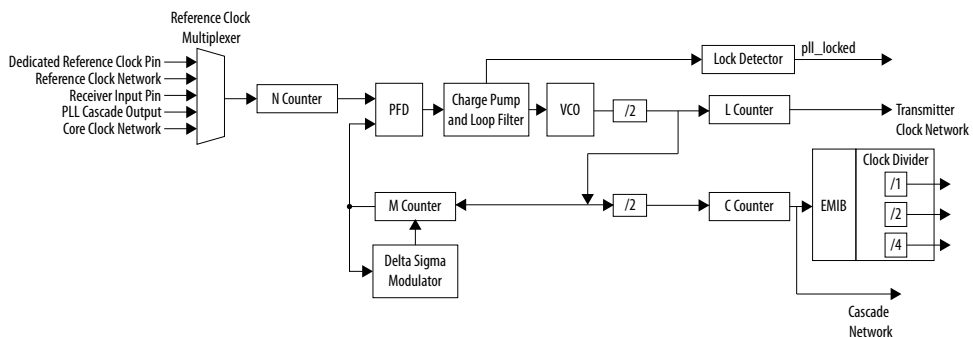 Reference Clock
Multiplexer
Dedicated Reference Clock Pin
Reference Clock Network
Receiver Input Pin
PLL Cascade Output
Core Clock Network
N Counter
PFD
Charge Pump
and Loop Filter
VCO
/2
Lock Detector
pll_locked
L Counter
Transmitter
Clock Network
M Counter
Delta Sigma
Modulator
/2
C Counter
EMIB
Clock Divider
/1
/2
/4
Cascade
Network